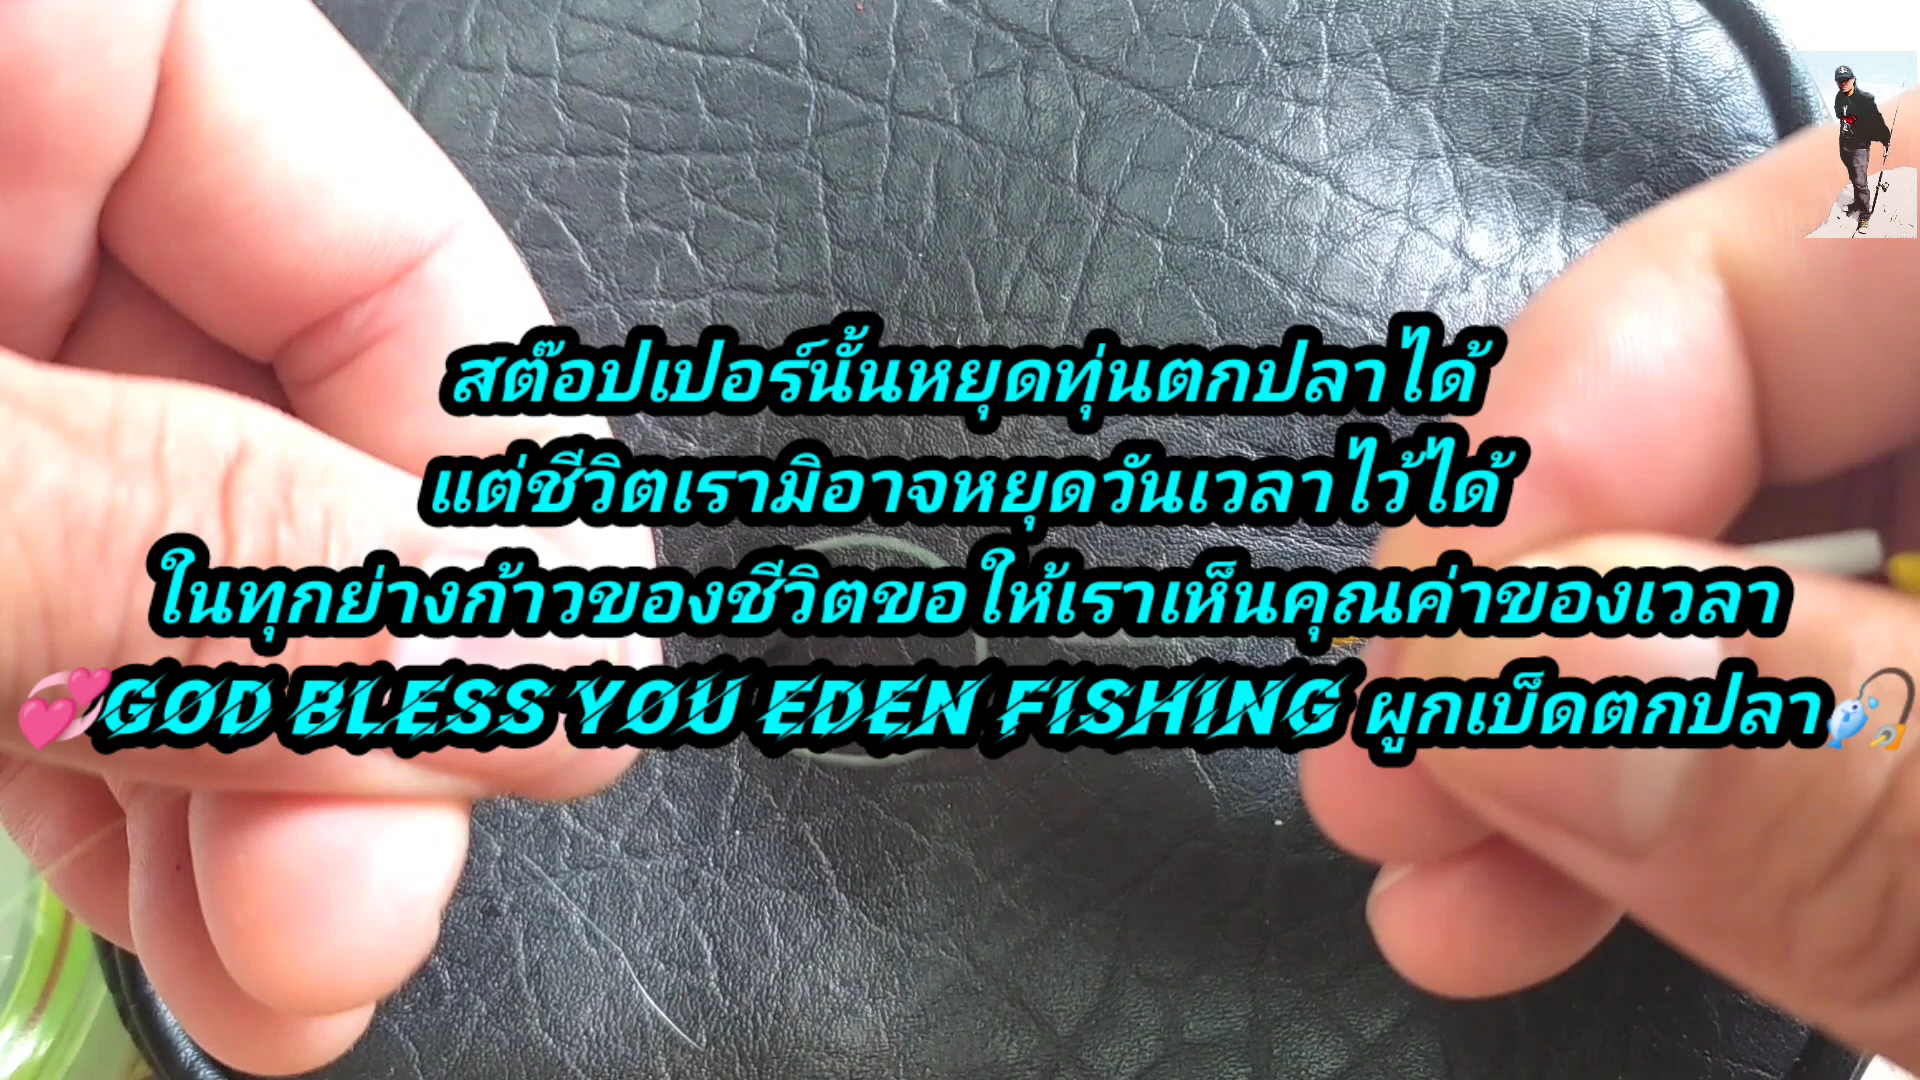 สต๊อปเปอร์นั้นหยุดทุ่นตกปลาได้
แต่ชีวิตเรามิอาจหยุดวันเวลาไว้ได้
ในทุกย่างก้าวของชีวิตขอให้เราเห็นคุณค่าของเวลา
💞GOD BLESS YOU EDEN FISHING ผูกเบ็ดตกปลา🎣